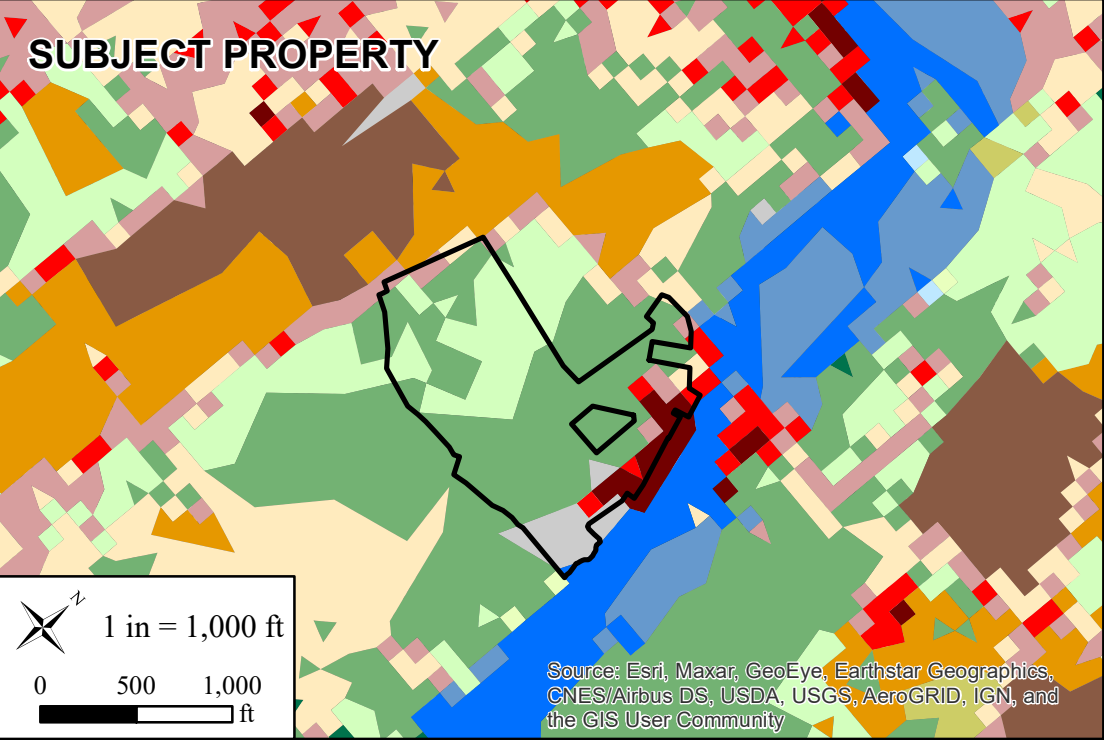 SUBJECT PROPERTY
N
1 in = 1,000 ft
0 500 1,000
ft
Source: Esri, Maxar, GeoEye, Earthstar Geographics,
CNES/Airbus DS, USDA, USGS, AeroGRID, IGN, and
the GIS User Community